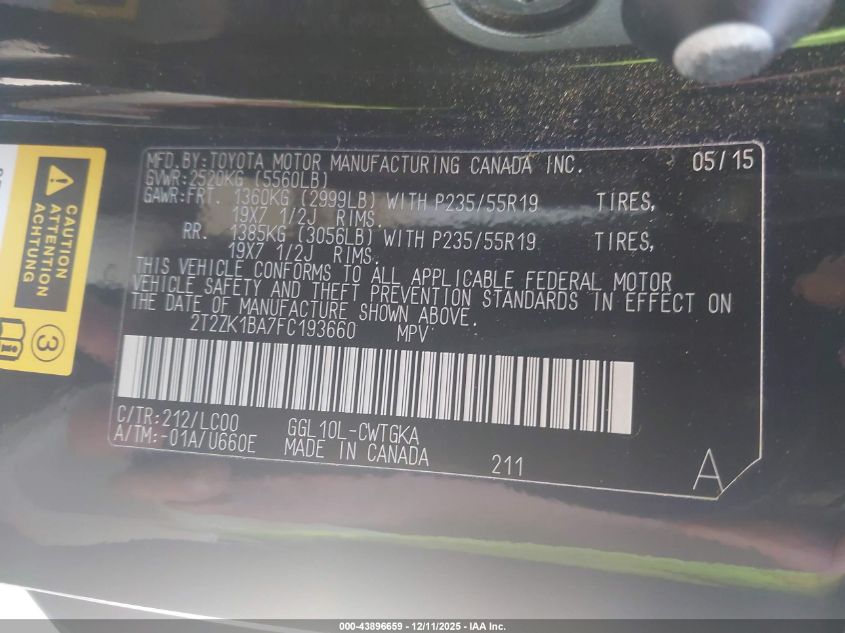 MFD. BY: TOYOTA MOTOR MANUFACTURING CANADA INC. 05/15
GVWR: 2520KG (5560LB)
GAWR: FRT. 1360KG (2999LB) WITH P235/55R19 TIRES,
19X7 1/2J RIMS.
RR. 1385KG (3056LB) WITH P235/55R19 TIRES,
19X7 1/2J RIMS.
THIS VEHICLE CONFORMS TO ALL APPLICABLE FEDERAL MOTOR
VEHICLE SAFETY AND THEFT PREVENTION STANDARDS IN EFFECT ON
THE DATE OF MANUFACTURE SHOWN ABOVE.
2T2ZK1BA7FC193660 MPV
C/TR: 212/LC00 GGL10L-CWTGKA
A/TM: -01A/U660E MADE IN CANADA 211 A
CAUTION
ATTENTION
ACHTUNG
3
000-43896659 - 12/11/2025 - IAA Inc.